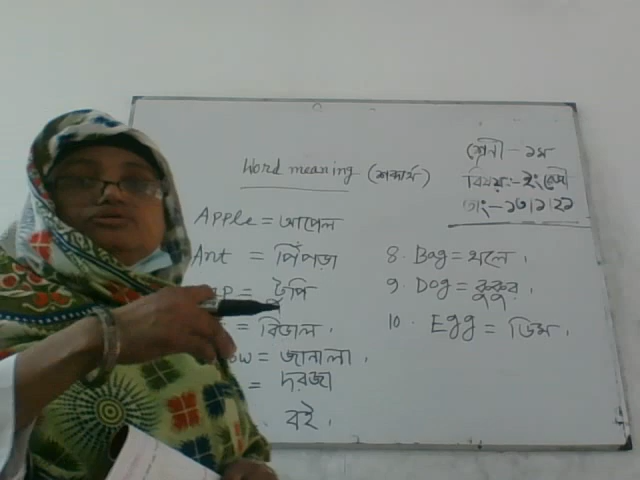 Word meaning (শব্দার্থ)
শ্রেনী - ১ম
বিষয়:- ইংরেজী
তাং:- ১৩/১/২১
Apple = আপেল
Ant = পিঁপড়া
= টুপি
= বিড়াল
= জানালা
= দরজা
বই
8. Bag = থলে
9. Dog = কুকুর
10. Egg = ডিম